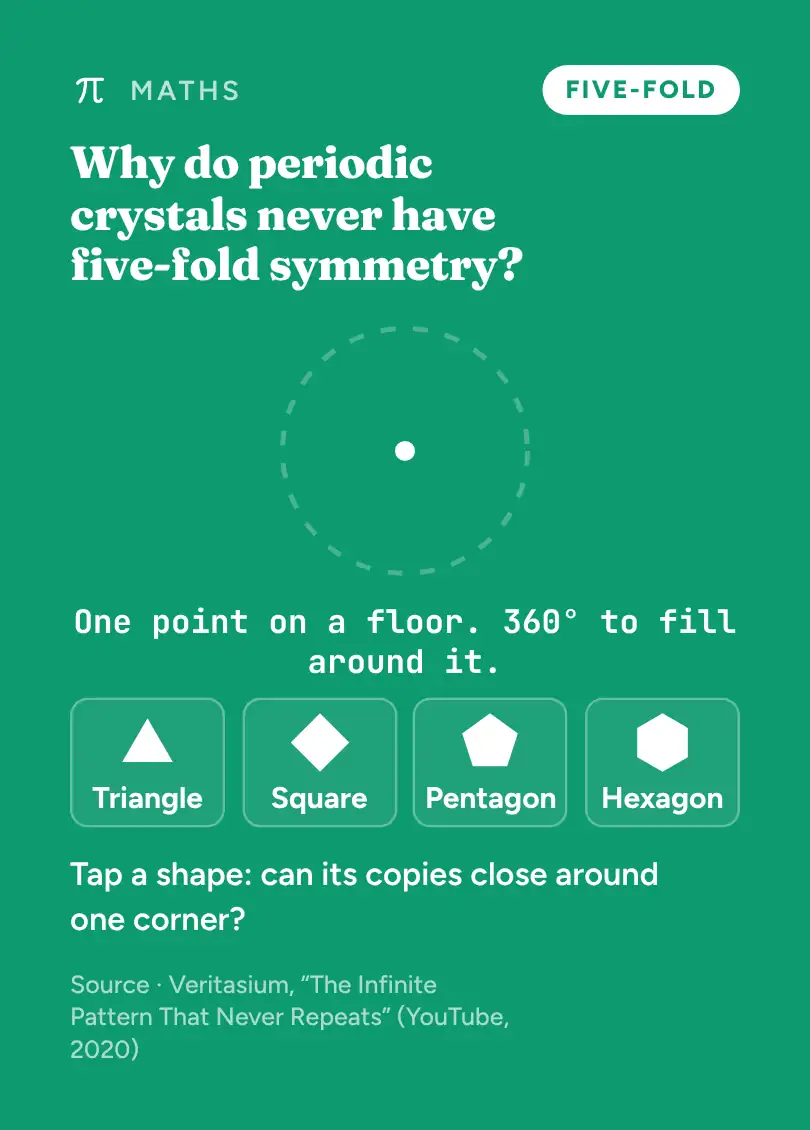 π MATHS
FIVE-FOLD
Why do periodic
crystals never have
five-fold symmetry?
One point on a floor. 360° to fill
around it.
Triangle
Square
Pentagon
Hexagon
Tap a shape: can its copies close around
one corner?
Source · Veritasium, “The Infinite
Pattern That Never Repeats” (YouTube,
2020)